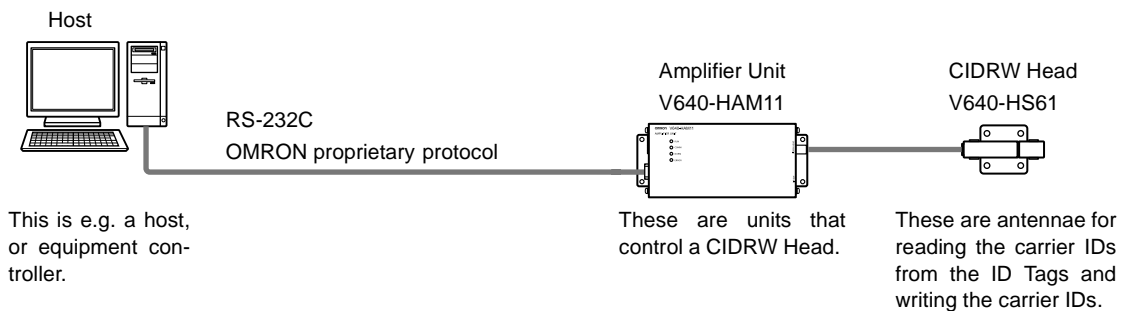 Host
Amplifier Unit
V640-HAM11
CIDRW Head
V640-HS61
RS-232C
OMRON proprietary protocol
This is e.g. a host,
or equipment con-
troller.
These are units that
control a CIDRW Head.
These are antennae for
reading the carrier IDs
from the ID Tags and
writing the carrier IDs.